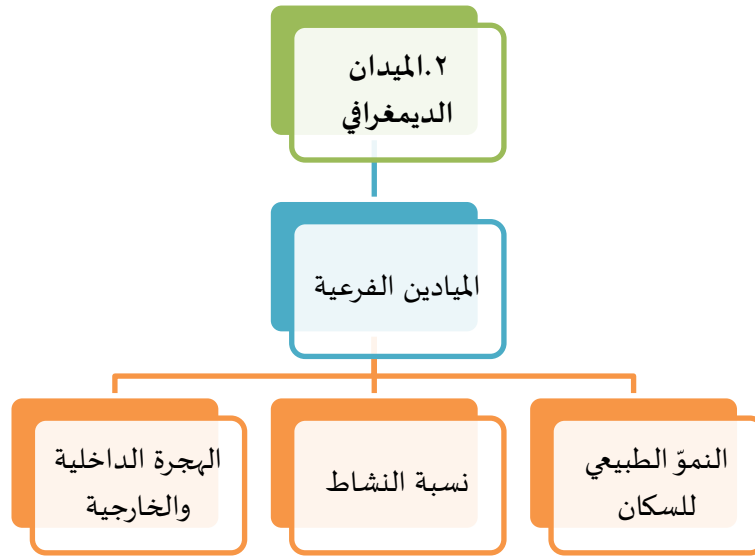 ٢.الميدان
الديمغرافي
الميادين الفرعية
النموّ الطبيعي
للسكان
نسبة النشاط
الهجرة الداخلية
والخارجية